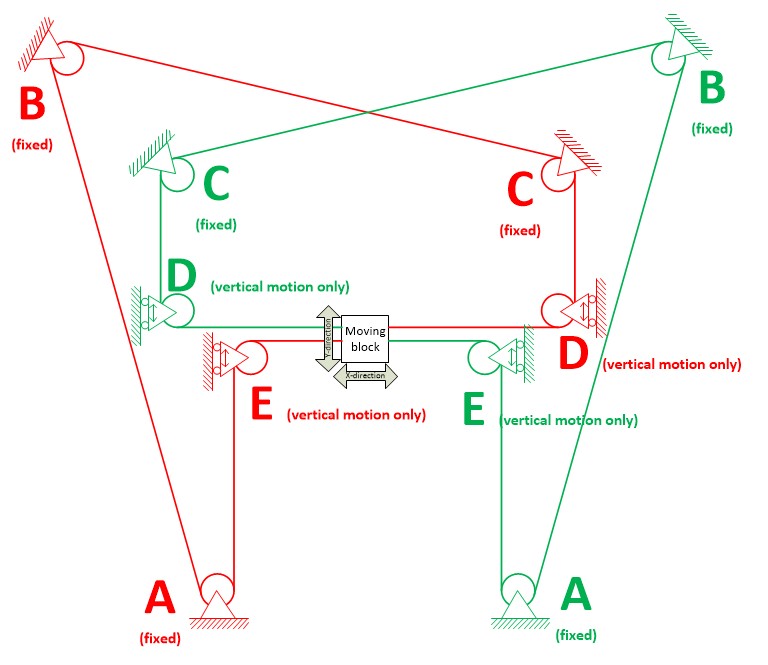 B
(fixed)
B
(fixed)
C
(fixed)
C
(fixed)
D (vertical motion only)
Y-direction
Moving
block
X-direction
D (vertical motion only)
E (vertical motion only)
E (vertical motion only)
A
(fixed)
A
(fixed)